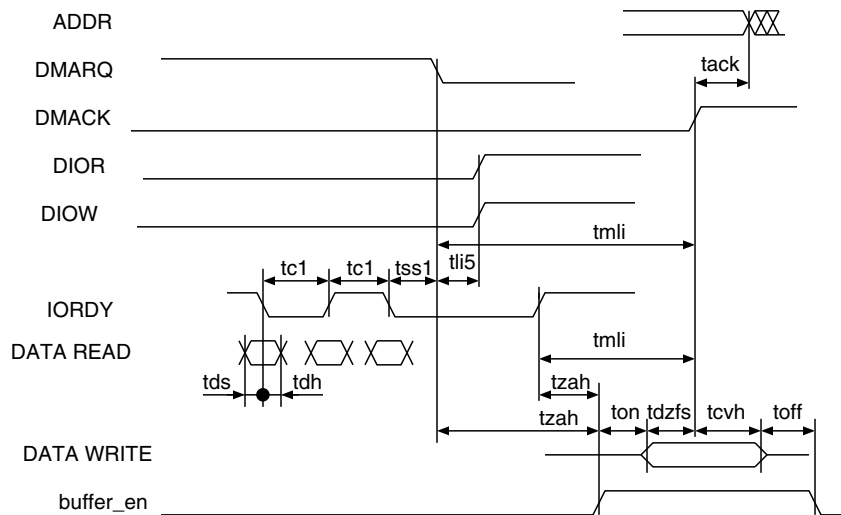 ADDR
DMARQ
tack
DMACK
DIOR
DIOW
tmli
tc1 tc1 tss1 tli5
IORDY
DATA READ
tmli
tds tdh
tzah
tzah ton tdzfs tcvh toff
DATA WRITE
buffer_en